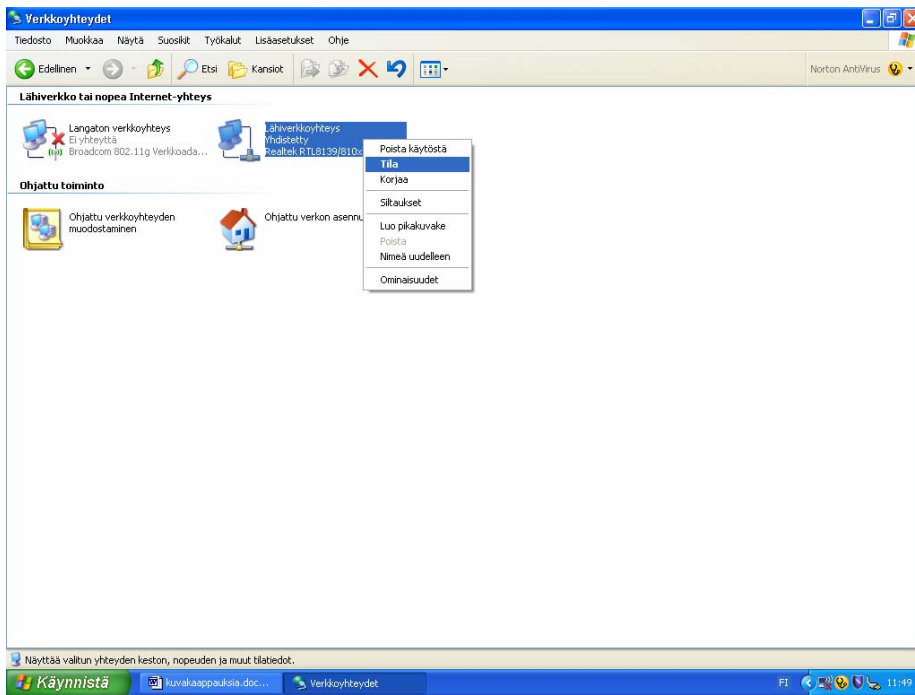 Verkkoyhteydet
Tiedosto Muokkaa Näytä Suosikit Työkalut Lisäasetukset Ohje
Edellinen Etsi Kansiot Norton AntiVirus
Lähiverkko tai nopea Internet-yhteys
Langaton verkkoyhteys
Ei yhteyttä
Broadcom 802.11g Verkkoada...
Lähiverkkoyhteys
Yhdistetty
Realtek RTL8139/810x
Poista käytöstä
Tila
Korjaa
Siltaukset
Luo pikakuvake
Poista
Nimeä uudelleen
Ominaisuudet
Ohjattu toiminto
Ohjattu verkkoyhteyden
muodostaminen
Ohjattu verkon asennu
Näyttää valitun yhteyden keston, nopeuden ja muut tilatiedot.
Käynnistä kuvakaappauksia.doc... Verkkoyhteydet FI 11:49